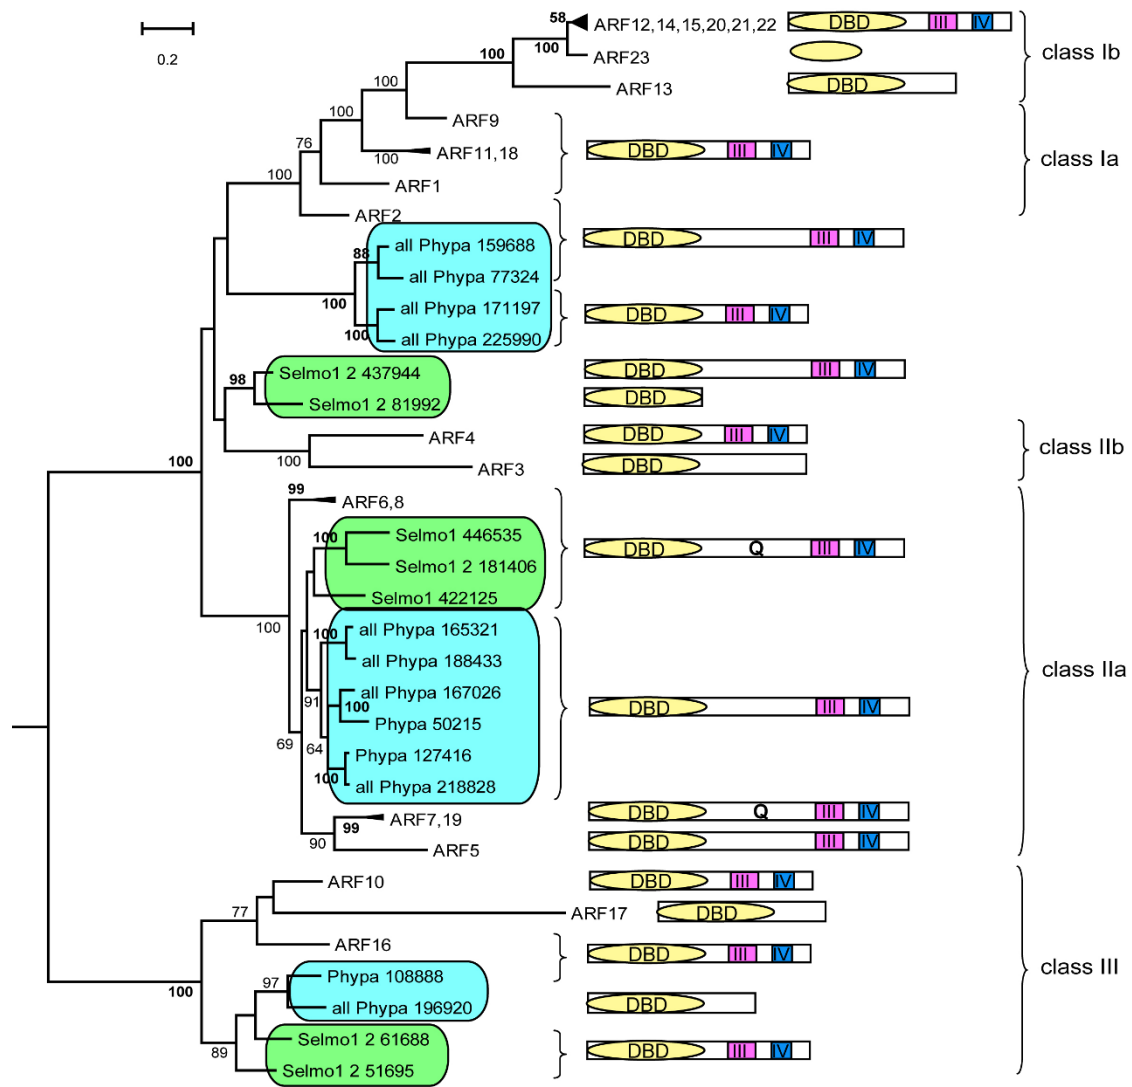 58 ARF12,14,15,20,21,22 DBD III IV
0.2 100 100 ARF23 class Ib
100 ARF13 DBD
100 ARF9
76 100 ARF11,18 DBD III IV class Ia
100 ARF1
ARF2
88 all Phypa 159688 DBD III IV
all Phypa 77324
100 all Phypa 171197 DBD III IV
100 all Phypa 225990
98 Selmo1 2 437944 DBD III IV
Selmo1 2 81992 DBD
ARF4 DBD III IV class IIb
100 100 ARF3 DBD
99 ARF6,8
100 Selmo1 446535 DBD Q III IV
Selmo1 2 181406
Selmo1 422125
100 100 all Phypa 165321
all Phypa 188433 class IIa
91 all Phypa 167026 DBD III IV
100 Phypa 50215
69 64 Phypa 127416
100 all Phypa 218828
99 ARF7,19 DBD Q III IV
90 ARF5 DBD III IV
ARF10 DBD III IV
77 ARF17 DBD
ARF16 DBD III IV
100 97 Phypa 108888 class III
all Phypa 196920 DBD
Selmo1 2 61688 DBD III IV
89 Selmo1 2 51695